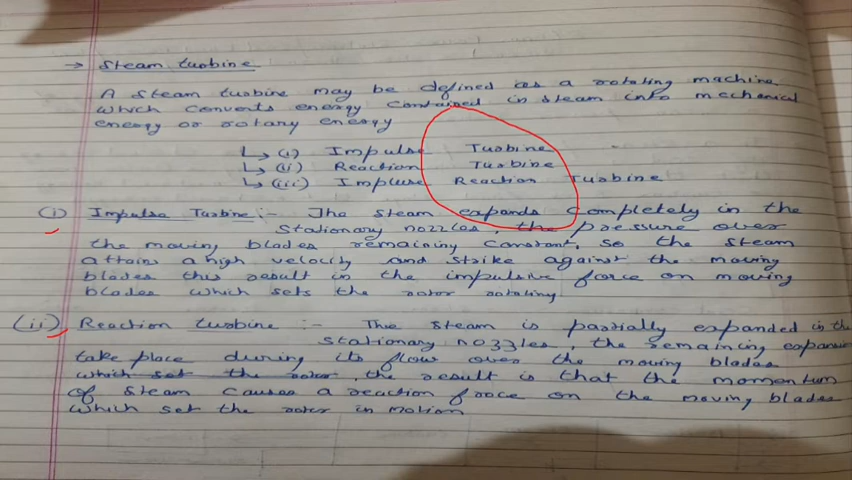 → Steam turbine
A steam turbine may be defined as a rotating machine
which converts energy contained in steam into mechanical
energy or rotary energy
↳ (i) Impulse Turbine
↳ (ii) Reaction Turbine
↳ (iii) Impluse Reaction Turbine
(i) Impulse Turbine :- The steam expands completely in the
stationary nozzles, the pressure over
the moving blades remaining constant, so the steam
attains a high velocity and strike against the moving
blades this result in the impulsive force on moving
blades which sets the rotor rotating
(ii) Reaction turbine :- The steam is partially expanded in the
stationary nozzles, the remaining expansion
take place during its flow over the moving blades
which set the rotor, the result is that the momentum
of steam causes a reaction force on the moving blades
which set the rotor in motion